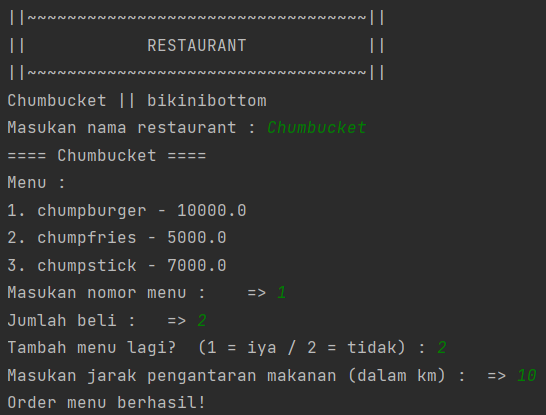 ||~~~~~~~~~~~~~~~~~~~~~~~~~~~~~~~~~~||
||            RESTAURANT            ||
||~~~~~~~~~~~~~~~~~~~~~~~~~~~~~~~~~~||
Chumbucket || bikinibottom
Masukan nama restaurant : Chumbucket
==== Chumbucket ====
Menu :
1. chumpburger - 10000.0
2. chumpfries - 5000.0
3. chumpstick - 7000.0
Masukan nomor menu :    => 1
Jumlah beli :   => 2
Tambah menu lagi?  (1 = iya / 2 = tidak) : 2
Masukan jarak pengantaran makanan (dalam km) :  => 10
Order menu berhasil!